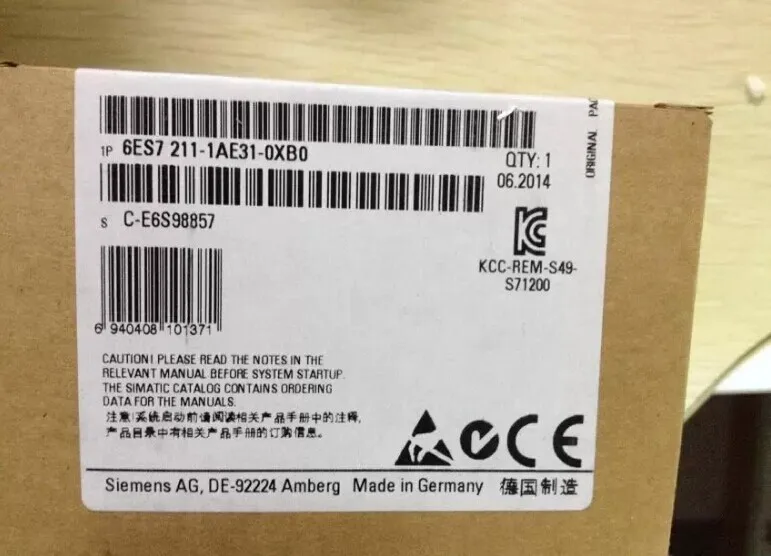 1P 6ES7 211-1AE31-0XB0
QTY: 1
06.2014
S C-E6S98857
KCC-REM-S49-
S71200
6 940408 101371
CAUTION! PLEASE READ THE NOTES IN THE
RELEVANT MANUAL BEFORE SYSTEM STARTUP.
THE SIMATIC CATALOG CONTAINS ORDERING
DATA FOR THE MANUALS.
注意!系统启动前请阅读相关产品手册中的注释,
产品目录中有相关产品手册的订购信息。
CE
Siemens AG, DE-92224 Amberg Made in Germany 德国制造
ORIGINAL